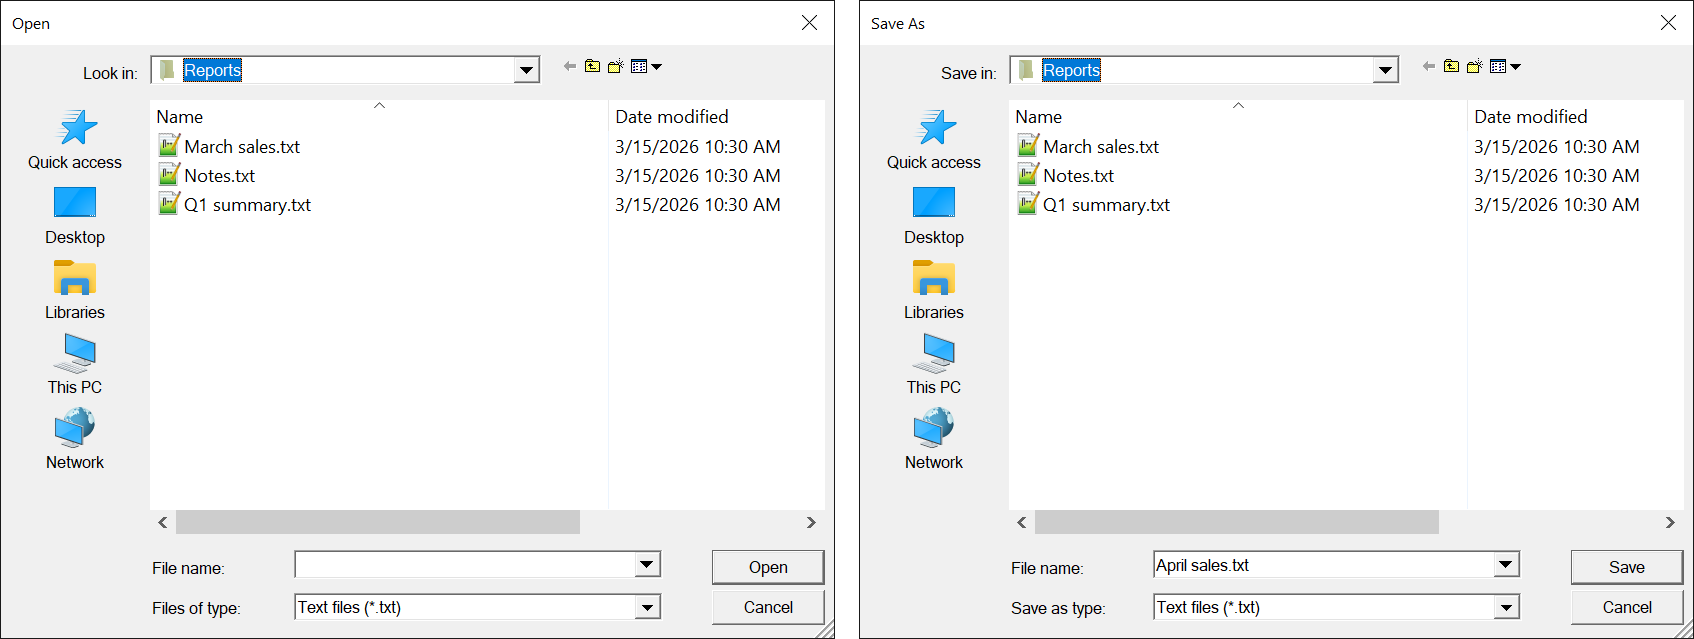 Open
Look in: Reports
Quick access
Desktop
Libraries
This PC
Network
Name Date modified
March sales.txt 3/15/2026 10:30 AM
Notes.txt 3/15/2026 10:30 AM
Q1 summary.txt 3/15/2026 10:30 AM
File name: Open
Files of type: Text files (*.txt) Cancel
Save As
Save in: Reports
Quick access
Desktop
Libraries
This PC
Network
Name Date modified
March sales.txt 3/15/2026 10:30 AM
Notes.txt 3/15/2026 10:30 AM
Q1 summary.txt 3/15/2026 10:30 AM
File name: April sales.txt Save
Save as type: Text files (*.txt) Cancel